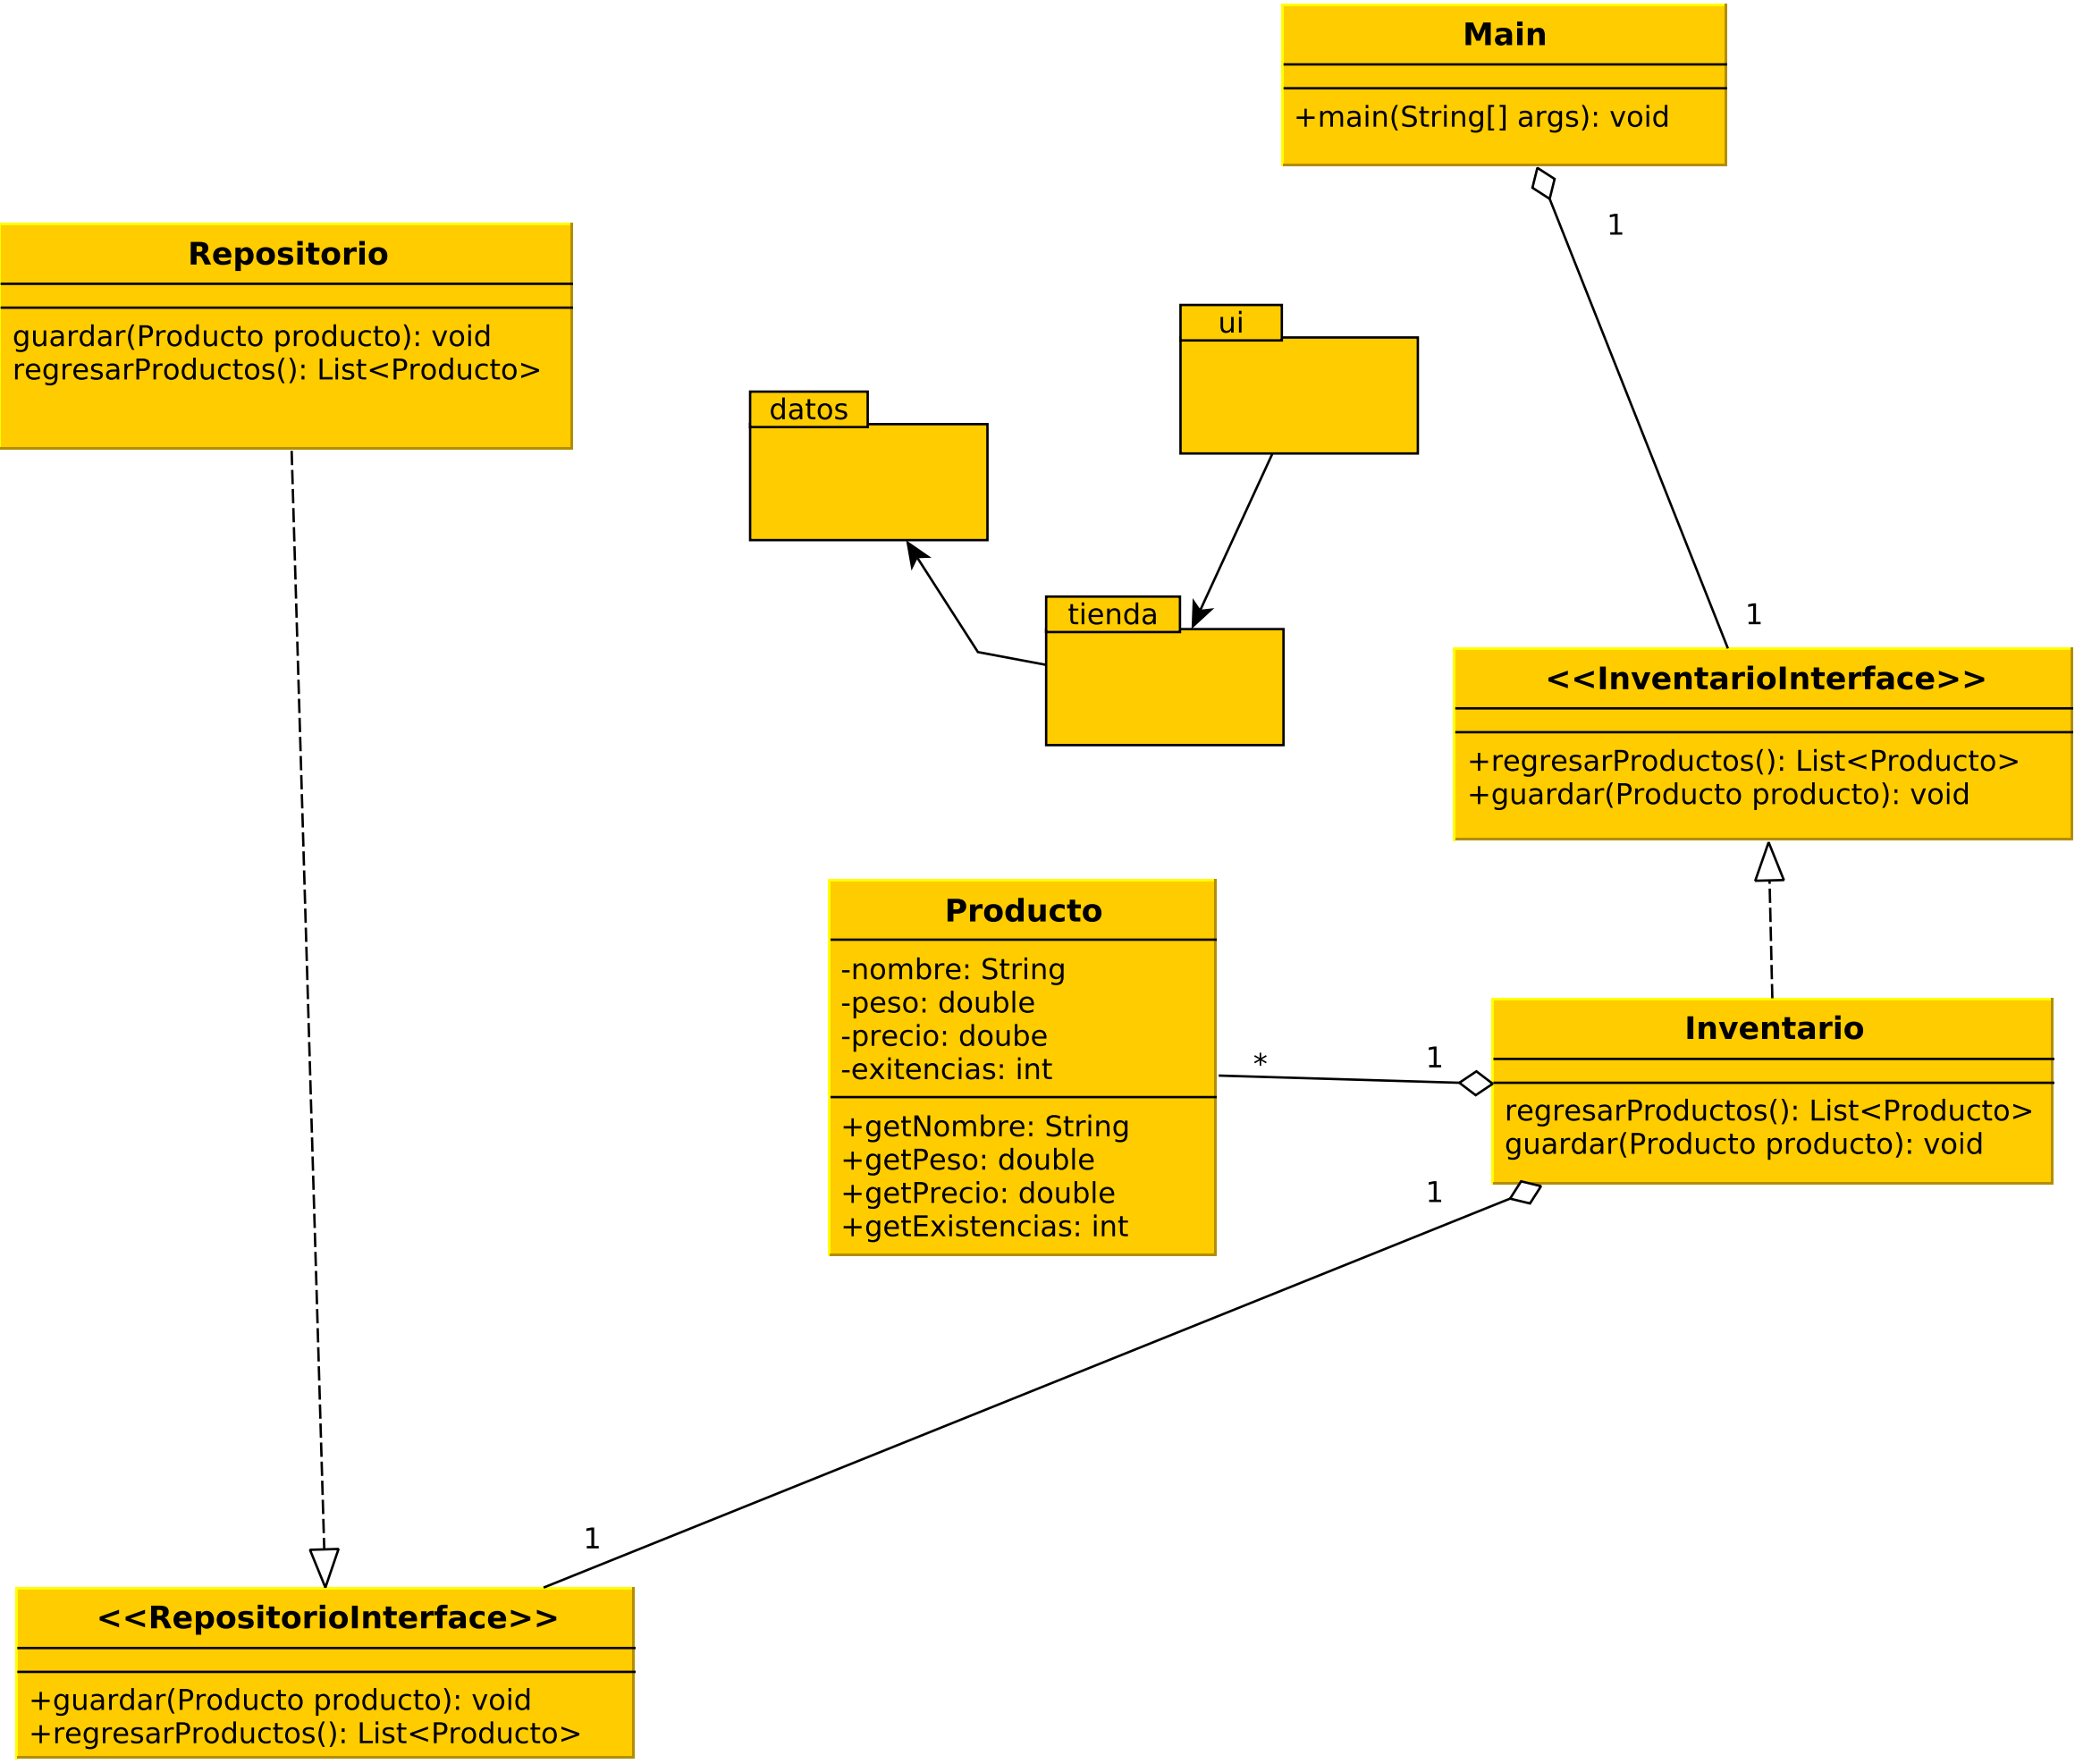 Main
+main(String[] args): void
1
Repositorio
guardar(Producto producto): void
regresarProductos(): List<Producto>
ui
datos
tienda
1
<<InventarioInterface>>
+regresarProductos(): List<Producto>
+guardar(Producto producto): void
Producto
-nombre: String
-peso: double
-precio: doube
-exitencias: int
+getNombre: String
+getPeso: double
+getPrecio: double
+getExistencias: int
*
1
Inventario
regresarProductos(): List<Producto>
guardar(Producto producto): void
1
1
<<RepositorioInterface>>
+guardar(Producto producto): void
+regresarProductos(): List<Producto>